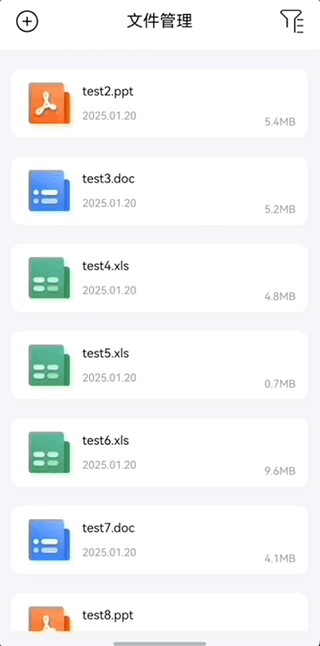 文件管理
test2.ppt
2025.01.20
5.4MB
test3.doc
2025.01.20
5.2MB
test4.xls
2025.01.20
4.8MB
test5.xls
2025.01.20
0.7MB
test6.xls
2025.01.20
9.6MB
test7.doc
2025.01.20
4.1MB
test8.ppt